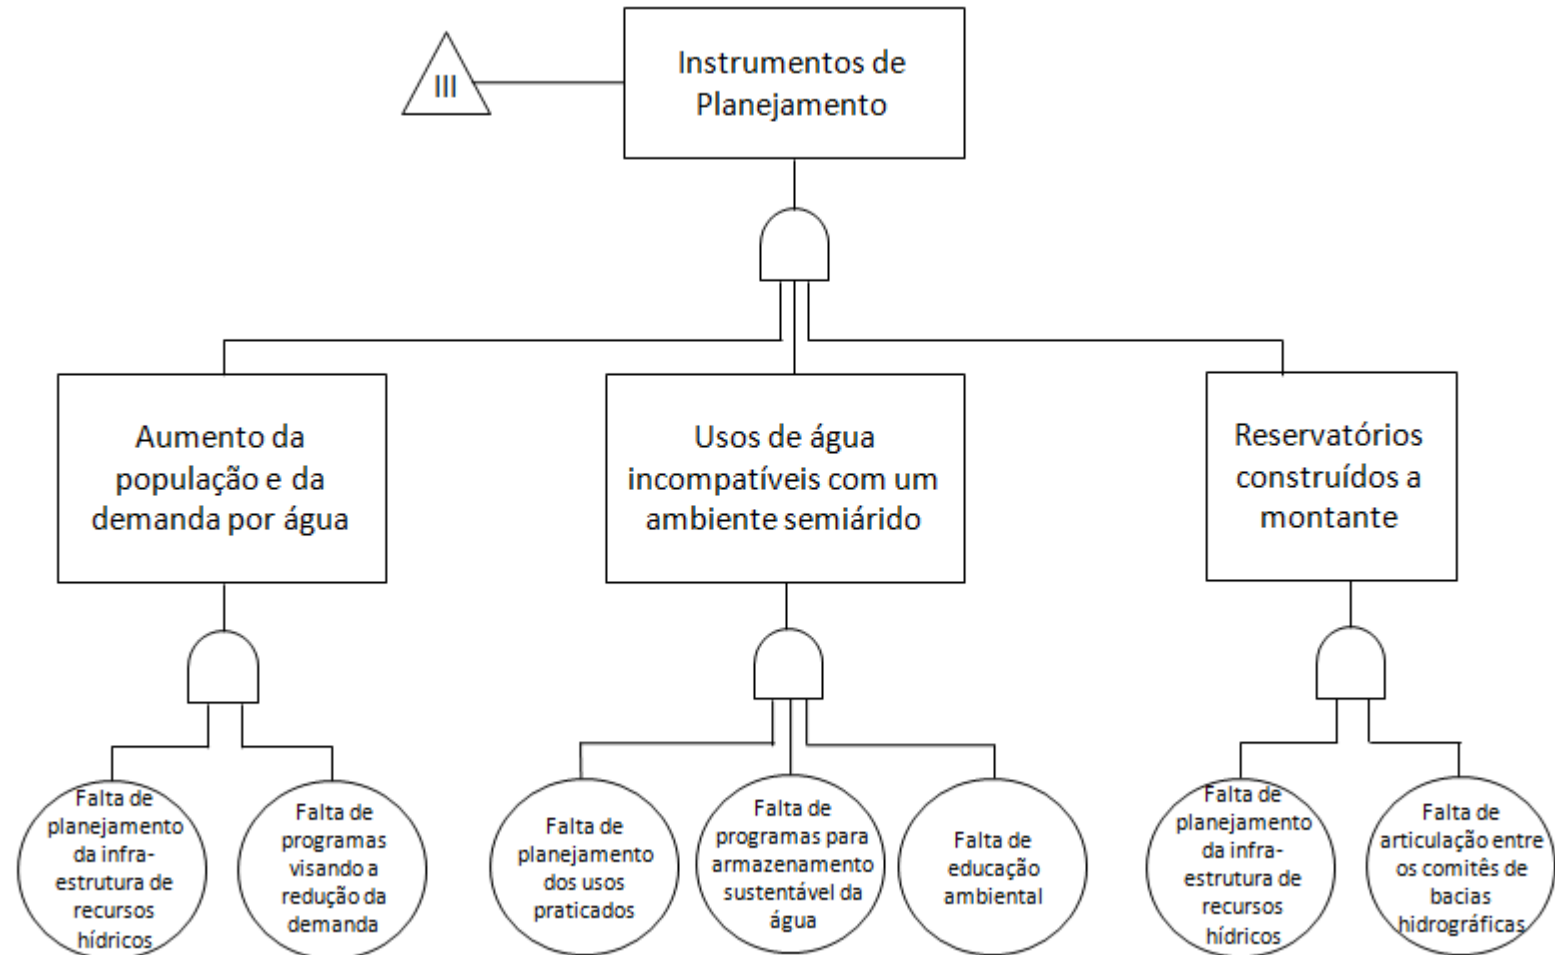 III
Instrumentos de
Planejamento
Aumento da
população e da
demanda por água
Usos de água
incompatíveis com um
ambiente semiárido
Reservatórios
construídos a
montante
Falta de
planejamento
da infra-
estrutura de
recursos
hídricos
Falta de
programas
visando a
redução da
demanda
Falta de
planejamento
dos usos
praticados
Falta de
programas para
armazenamento
sustentável da
água
Falta de
educação
ambiental
Falta de
planejamento
da infra-
estrutura de
recursos
hídricos
Falta de
articulação entre
os comitês de
bacias
hidrográficas